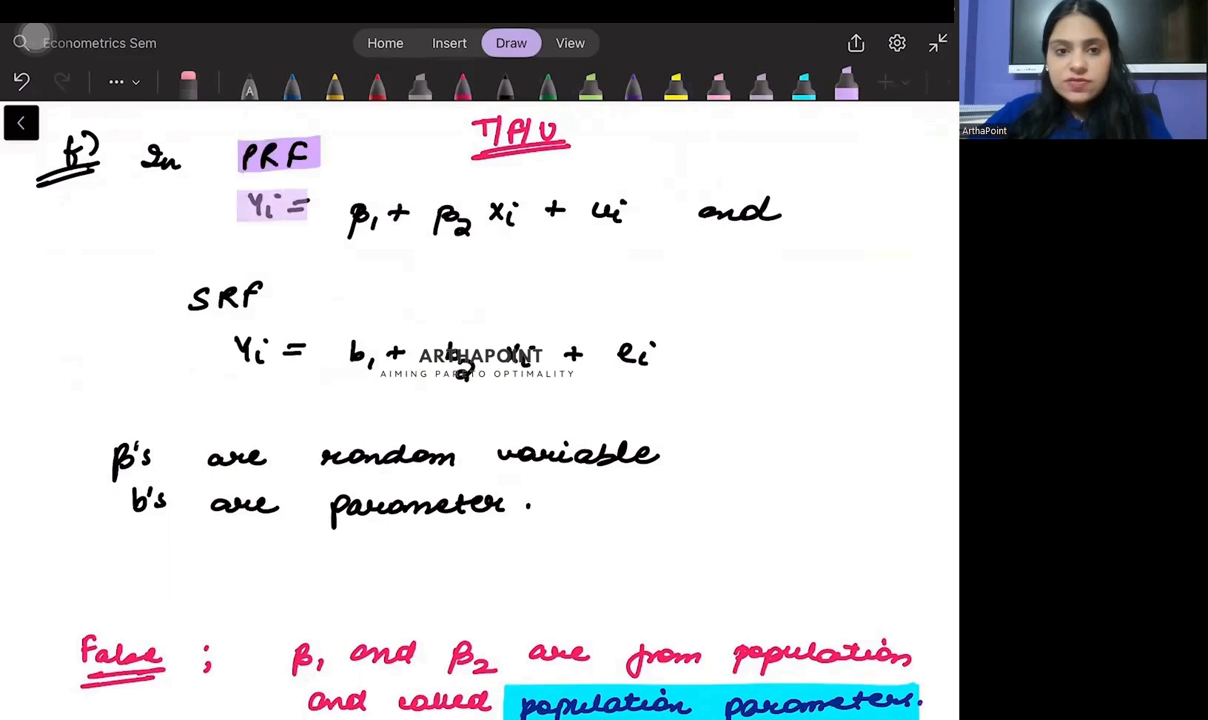 Econometrics Sem
Home Insert Draw View
ArthaPoint
T/F/U
f) In PRF
Yi = β1 + β2 Xi + ui and
SRF
Yi = b1 + b2 Xi + ei
ARTHAPOINT
AIMING PARETO OPTIMALITY
β's are random variable
b's are parameter.
False ; β1 and β2 are from population
and called population parameters.